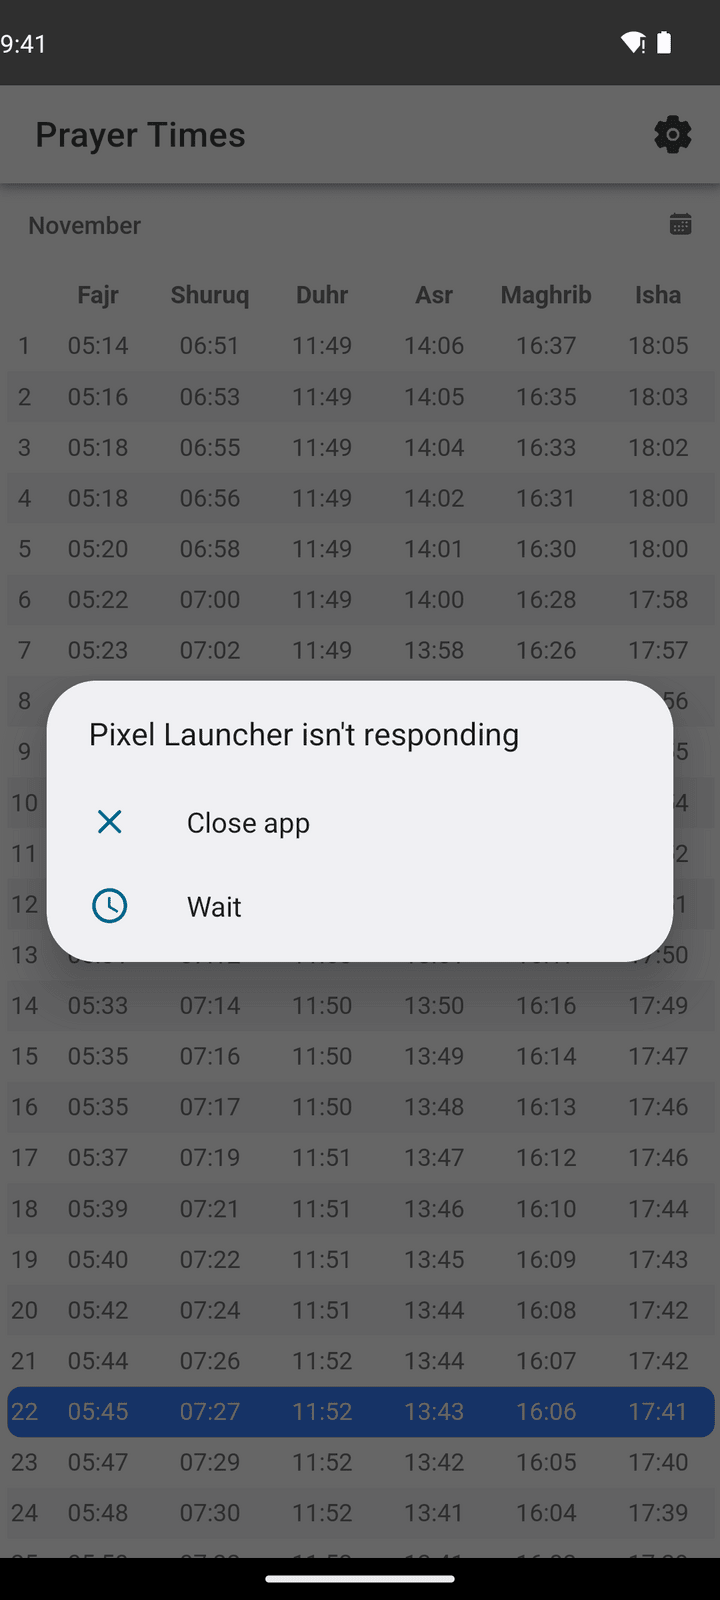 9:41
Prayer Times
November
Fajr Shuruq Duhr Asr Maghrib Isha
1 05:14 06:51 11:49 14:06 16:37 18:05
2 05:16 06:53 11:49 14:05 16:35 18:03
3 05:18 06:55 11:49 14:04 16:33 18:02
4 05:18 06:56 11:49 14:02 16:31 18:00
5 05:20 06:58 11:49 14:01 16:30 18:00
6 05:22 07:00 11:49 14:00 16:28 17:58
7 05:23 07:02 11:49 13:58 16:26 17:57
8
Pixel Launcher isn't responding
9
10
Close app
11
12
Wait
13 :50
14 05:33 07:14 11:50 13:50 16:16 17:49
15 05:35 07:16 11:50 13:49 16:14 17:47
16 05:35 07:17 11:50 13:48 16:13 17:46
17 05:37 07:19 11:51 13:47 16:12 17:46
18 05:39 07:21 11:51 13:46 16:10 17:44
19 05:40 07:22 11:51 13:45 16:09 17:43
20 05:42 07:24 11:51 13:44 16:08 17:42
21 05:44 07:26 11:52 13:44 16:07 17:42
22 05:45 07:27 11:52 13:43 16:06 17:41
23 05:47 07:29 11:52 13:42 16:05 17:40
24 05:48 07:30 11:52 13:41 16:04 17:39